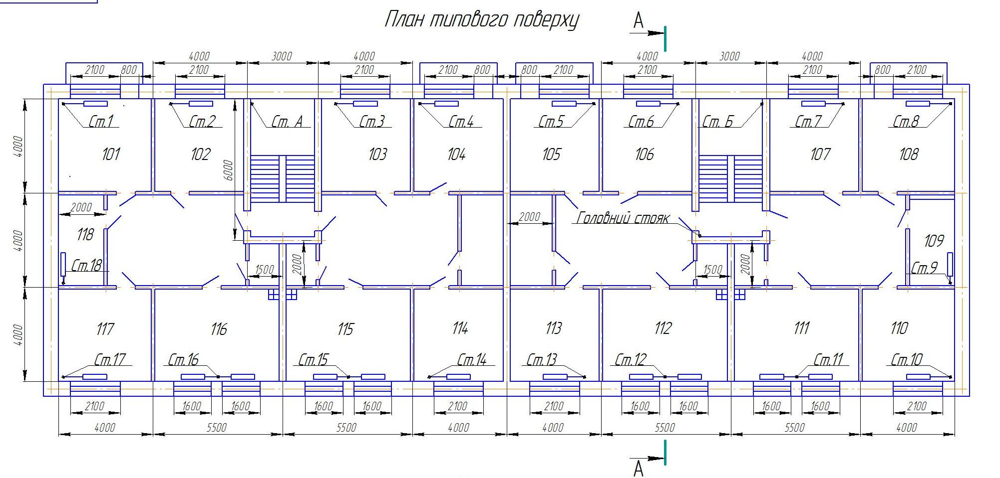 План типового поверху
А
4000 3000 4000 4000 3000 4000
2100 800 2100 2100 2100 800 800 2100 2100 2100 800 2100
Ст.1 Ст.2 Ст. А Ст.3 Ст.4 Ст.5 Ст.6 Ст. Б Ст.7 Ст.8
4000 101 102 103 104 105 106 107 108
6000
2000 2000 Головний стояк
4000 118 109
Ст.18 1500 2000 1500 2000 Ст.9
4000 117 116 115 114 113 112 111 110
Ст.17 Ст.16 Ст.15 Ст.14 Ст.13 Ст.12 Ст.11 Ст.10
2100 1600 1600 1600 1600 2100 2100 1600 1600 1600 1600 2100
4000 5500 5500 4000 4000 5500 5500 4000
А